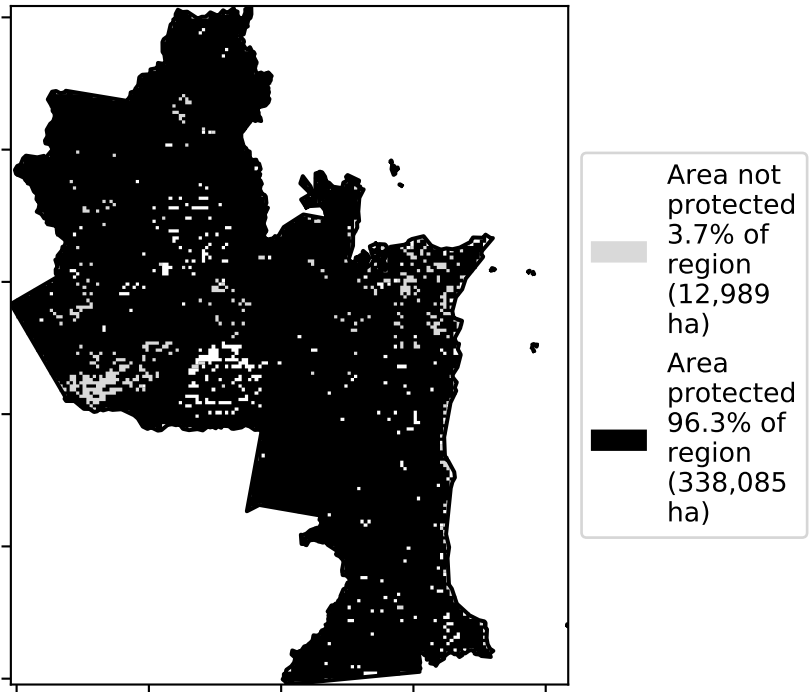 Area not
protected
3.7% of
region
(12,989
ha)
Area
protected
96.3% of
region
(338,085
ha)